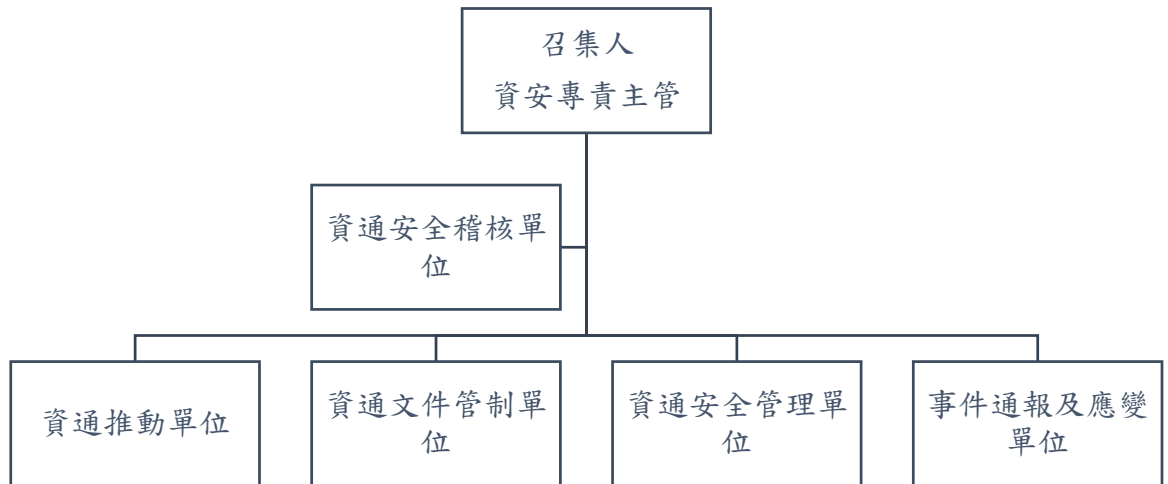 召集人
資安專責主管
資通安全稽核單
位
資通推動單位
資通文件管制單
位
資通安全管理單
位
事件通報及應變
單位